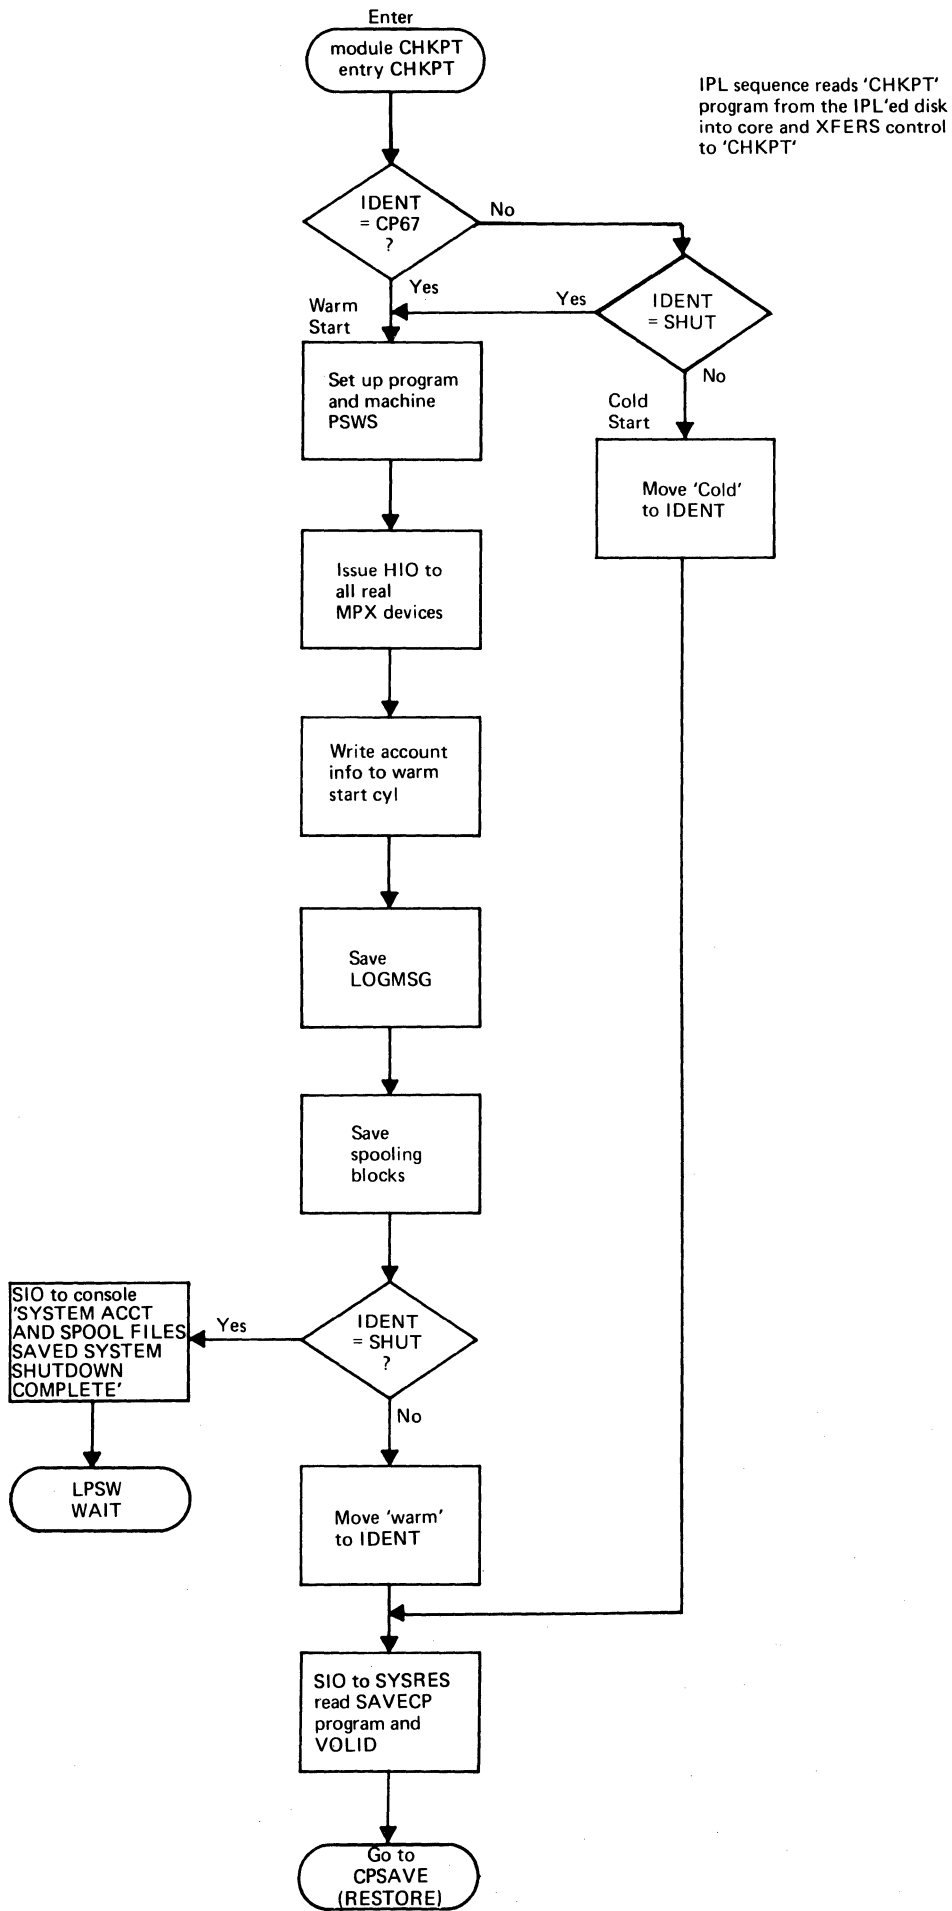 Enter
module CHKPT
entry CHKPT
IPL sequence reads 'CHKPT'
program from the IPL'ed disk
into core and XFERS control
to 'CHKPT'
IDENT
= CP67
?
No
Yes
Warm
Start
Yes
IDENT
= SHUT
No
Cold
Start
Set up program
and machine
PSWS
Move 'Cold'
to IDENT
Issue HIO to
all real
MPX devices
Write account
info to warm
start cyl
Save
LOGMSG
Save
spooling
blocks
SIO to console
'SYSTEM ACCT
AND SPOOL FILES
SAVED SYSTEM
SHUTDOWN
COMPLETE'
Yes
IDENT
= SHUT
?
No
LPSW
WAIT
Move 'warm'
to IDENT
SIO to SYSRES
read SAVECP
program and
VOLID
Go to
CPSAVE
(RESTORE)